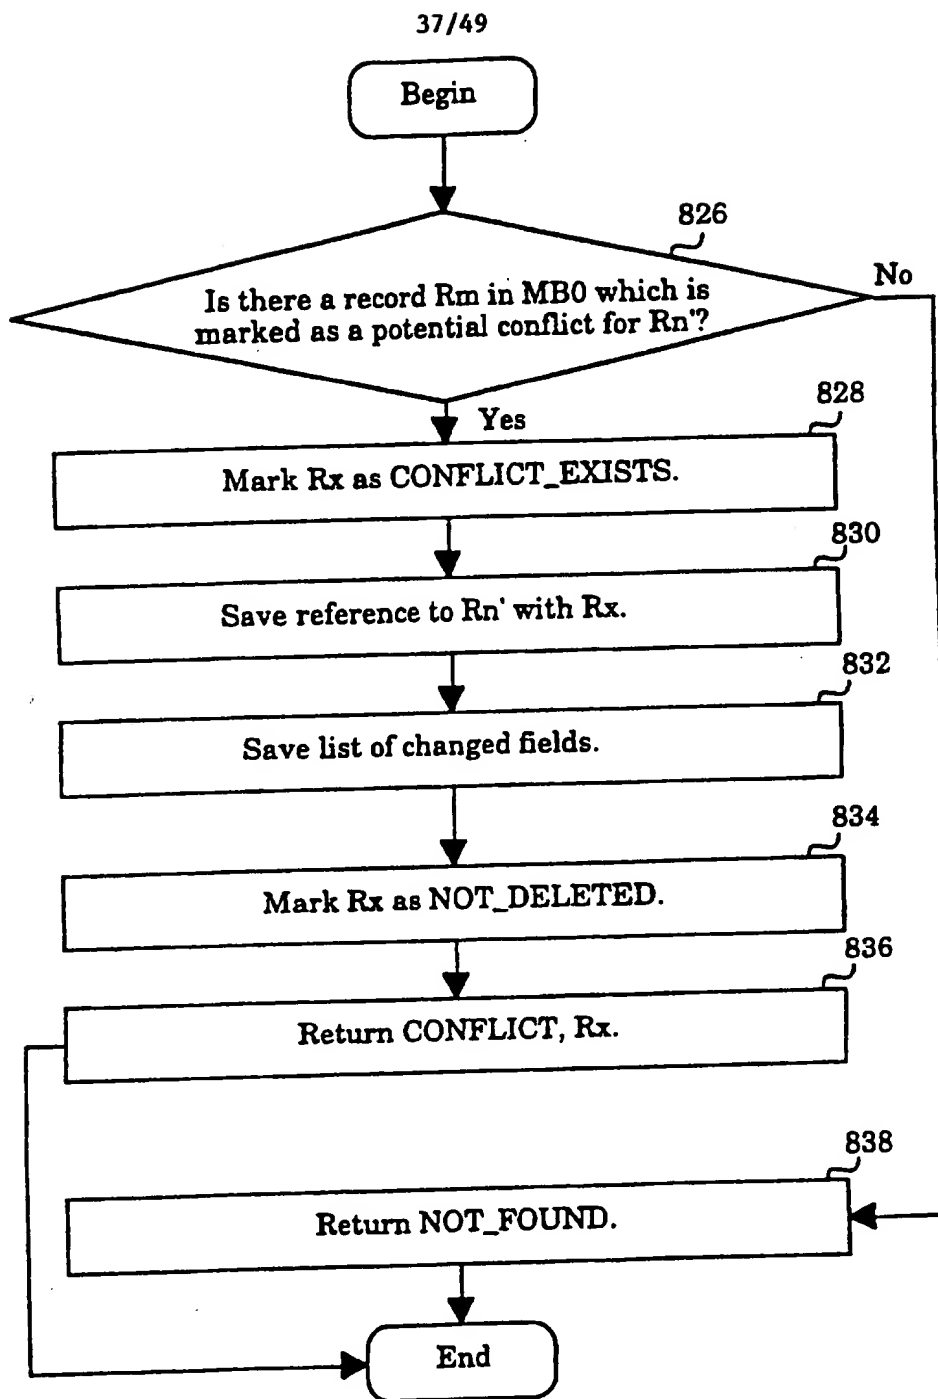 37/49
Begin
826
Is there a record Rm in MB0 which is
marked as a potential conflict for Rn'?
No
Yes
828
Mark Rx as CONFLICT_EXISTS.
830
Save reference to Rn' with Rx.
832
Save list of changed fields.
834
Mark Rx as NOT_DELETED.
836
Return CONFLICT, Rx.
838
Return NOT_FOUND.
End